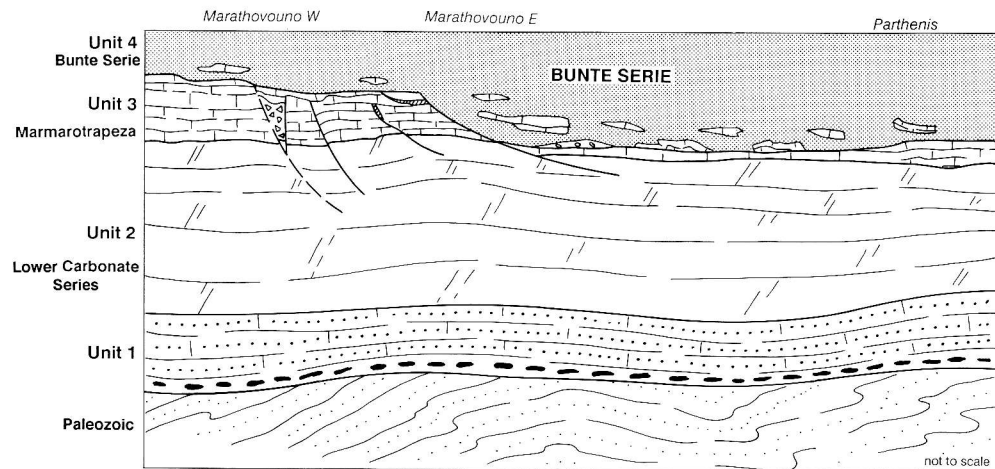 Marathovouno W
Marathovouno E
Parthenis
Unit 4
Bunte Serie
BUNTE SERIE
Unit 3
Marmarotrapeza
Unit 2
Lower Carbonate
Series
Unit 1
Paleozoic
not to scale